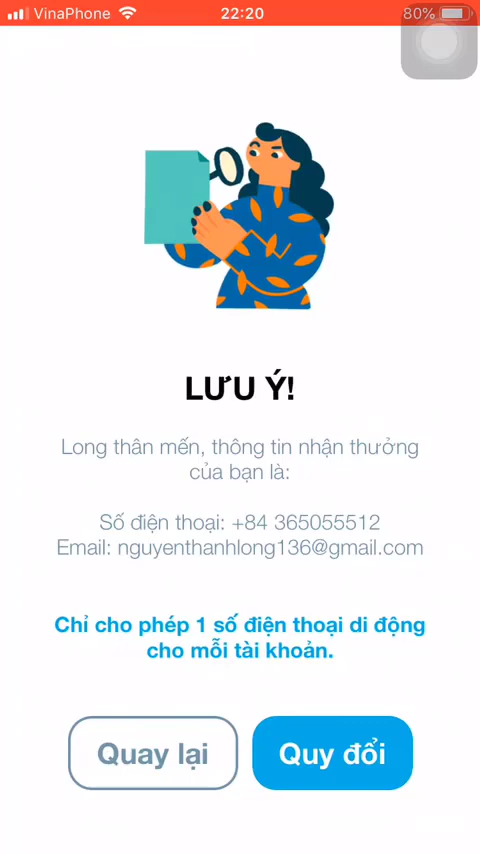 VinaPhone 22:20 80%
LƯU Ý!
Long thân mến, thông tin nhận thưởng
của bạn là:
Số điện thoại: +84 365055512
Email: nguyenthanhlong136@gmail.com
Chỉ cho phép 1 số điện thoại di động
cho mỗi tài khoản.
Quay lại Quy đổi